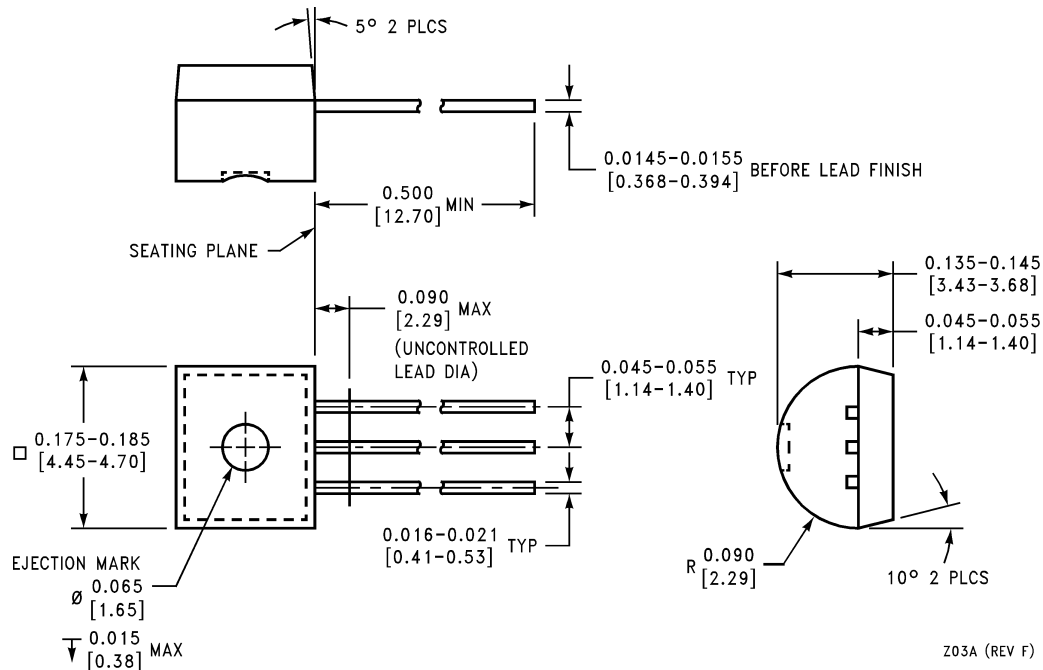 5° 2 PLCS
0.0145–0.0155
[0.368–0.394] BEFORE LEAD FINISH
0.500
[12.70] MIN
SEATING PLANE
0.135–0.145
[3.43–3.68]
0.090
[2.29] MAX
(UNCONTROLLED
LEAD DIA)
0.045–0.055
[1.14–1.40]
0.045–0.055
[1.14–1.40] TYP
□ 0.175–0.185
[4.45–4.70]
0.016–0.021
[0.41–0.53] TYP
R 0.090
[2.29]
10° 2 PLCS
EJECTION MARK
Ø 0.065
[1.65]
↧ 0.015
[0.38] MAX
Z03A (REV F)